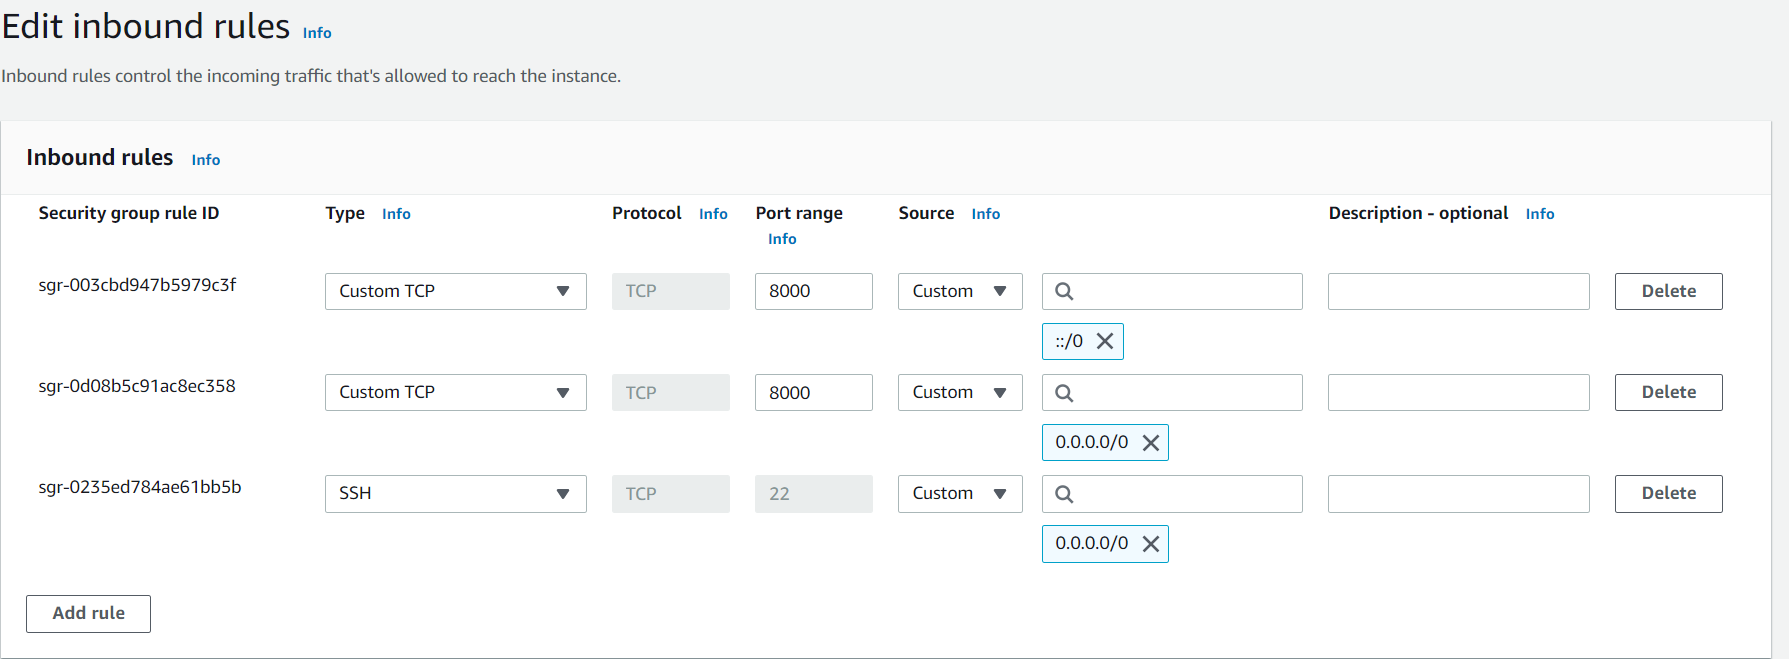 Edit inbound rules Info
Inbound rules control the incoming traffic that's allowed to reach the instance.
Inbound rules Info
Security group rule ID Type Info Protocol Info Port range Info Source Info Description - optional Info
sgr-003cbd947b5979c3f Custom TCP TCP 8000 Custom Delete
::/0
sgr-0d08b5c91ac8ec358 Custom TCP TCP 8000 Custom Delete
0.0.0.0/0
sgr-0235ed784ae61bb5b SSH TCP 22 Custom Delete
0.0.0.0/0
Add rule